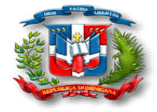 DIOS PATRIA LIBERTAD
REPUBLICA DOMINICANA